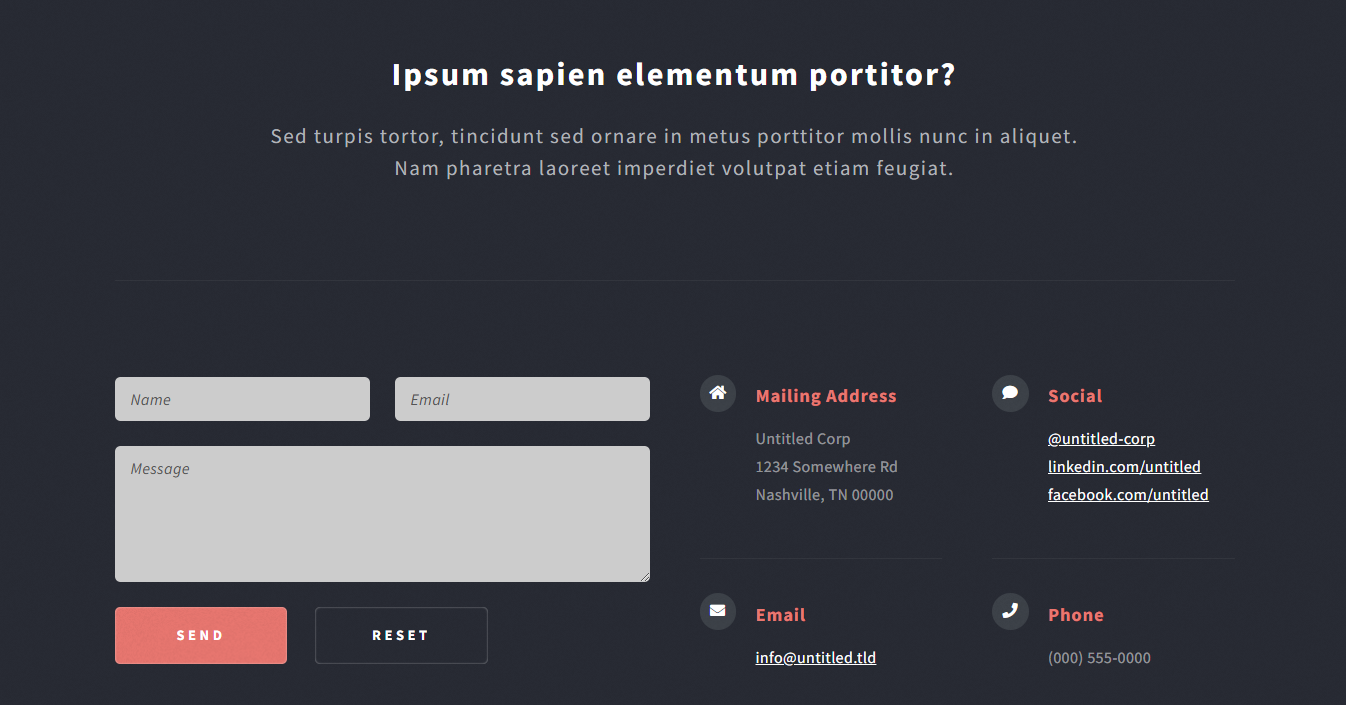 Ipsum sapien elementum portitor?
Sed turpis tortor, tincidunt sed ornare in metus porttitor mollis nunc in aliquet.
Nam pharetra laoreet imperdiet volutpat etiam feugiat.
Name
Email
Message
SEND
RESET
Mailing Address
Untitled Corp
1234 Somewhere Rd
Nashville, TN 00000
Social
@untitled-corp
linkedin.com/untitled
facebook.com/untitled
Email
info@untitled.tld
Phone
(000) 555-0000